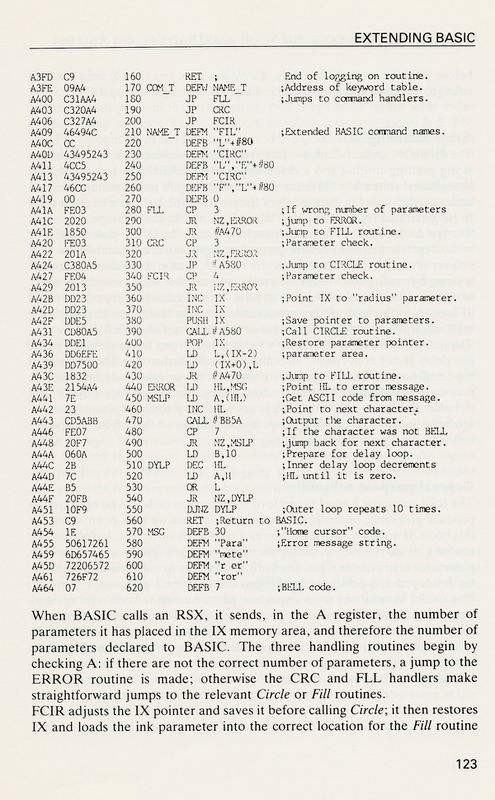 EXTENDING BASIC
A3FD C9 160 RET ; End of logging on routine.
A3FE 09A4 170 COM_T DEFW NAME_T ;Address of keyword table.
A400 C31AA4 180 JP FLL ;Jumps to command handlers.
A403 C320A4 190 JP CRC
A406 C327A4 200 JP FCIR
A409 46494C 210 NAME_T DEFM "FIL" ;Extended BASIC command names.
A40C CC 220 DEFB "L"+#80
A40D 43495243 230 DEFM "CIRC"
A411 4CC5 240 DEFB "L","E"+#80
A413 43495243 250 DEFM "CIRC"
A417 46CC 260 DEFB "F","L"+#80
A419 00 270 DEFB 0
A41A FE03 280 FLL CP 3 ;If wrong number of parameters
A41C 2020 290 JR NZ,ERROR ;jump to ERROR.
A41E 1850 300 JR #A470 ;Jump to FILL routine.
A420 FE03 310 CRC CP 3 ;Parameter check.
A422 201A 320 JR NZ,ERROR
A424 C380A5 330 JP #A580 ;Jump to CIRCLE routine.
A427 FE04 340 FCIR CP 4 ;Parameter check.
A429 2013 350 JR NZ,ERROR
A42B DD23 360 INC IX ;Point IX to "radius" parameter.
A42D DD23 370 INC IX
A42F DDE5 380 PUSH IX ;Save pointer to parameters.
A431 CD80A5 390 CALL #A580 ;Call CIRCLE routine.
A434 DDE1 400 POP IX ;Restore parameter pointer.
A436 DD6EFE 410 LD L,(IX-2) ;parameter area.
A439 DD7500 420 LD (IX+0),L
A43C 1832 430 JR #A470 ;Jump to FILL routine.
A43E 2154A4 440 ERROR LD HL,MSG ;Point HL to error message.
A441 7E 450 MSLP LD A,(HL) ;Get ASCII code from message.
A442 23 460 INC HL ;Point to next character.
A443 CD5ABB 470 CALL #BB5A ;Output the character.
A446 FE07 480 CP 7 ;If the character was not BELL
A448 20F7 490 JR NZ,MSLP ;jump back for next character.
A44A 060A 500 LD B,10 ;Prepare for delay loop.
A44C 2B 510 DYLP DEC HL ;Inner delay loop decrements
A44D 7C 520 LD A,H ;HL until it is zero.
A44E B5 530 OR L
A44F 20FB 540 JR NZ,DYLP
A451 10F9 550 DJNZ DYLP ;Outer loop repeats 10 times.
A453 C9 560 RET ;Return to BASIC.
A454 1E 570 MSG DEFB 30 ;"Home cursor" code.
A455 50617261 580 DEFM "Para" ;Error message string.
A459 6D657465 590 DEFM "mete"
A45D 72206572 600 DEFM "r er"
A461 726F72 610 DEFM "ror"
A464 07 620 DEFB 7 ;BELL code.
When BASIC calls an RSX, it sends, in the A register, the number of
parameters it has placed in the IX memory area, and therefore the number of
parameters declared to BASIC. The three handling routines begin by
checking A: if there are not the correct number of parameters, a jump to the
ERROR routine is made; otherwise the CRC and FLL handlers make
straightforward jumps to the relevant Circle or Fill routines.
FCIR adjusts the IX pointer and saves it before calling Circle; it then restores
IX and loads the ink parameter into the correct location for the Fill routine
123